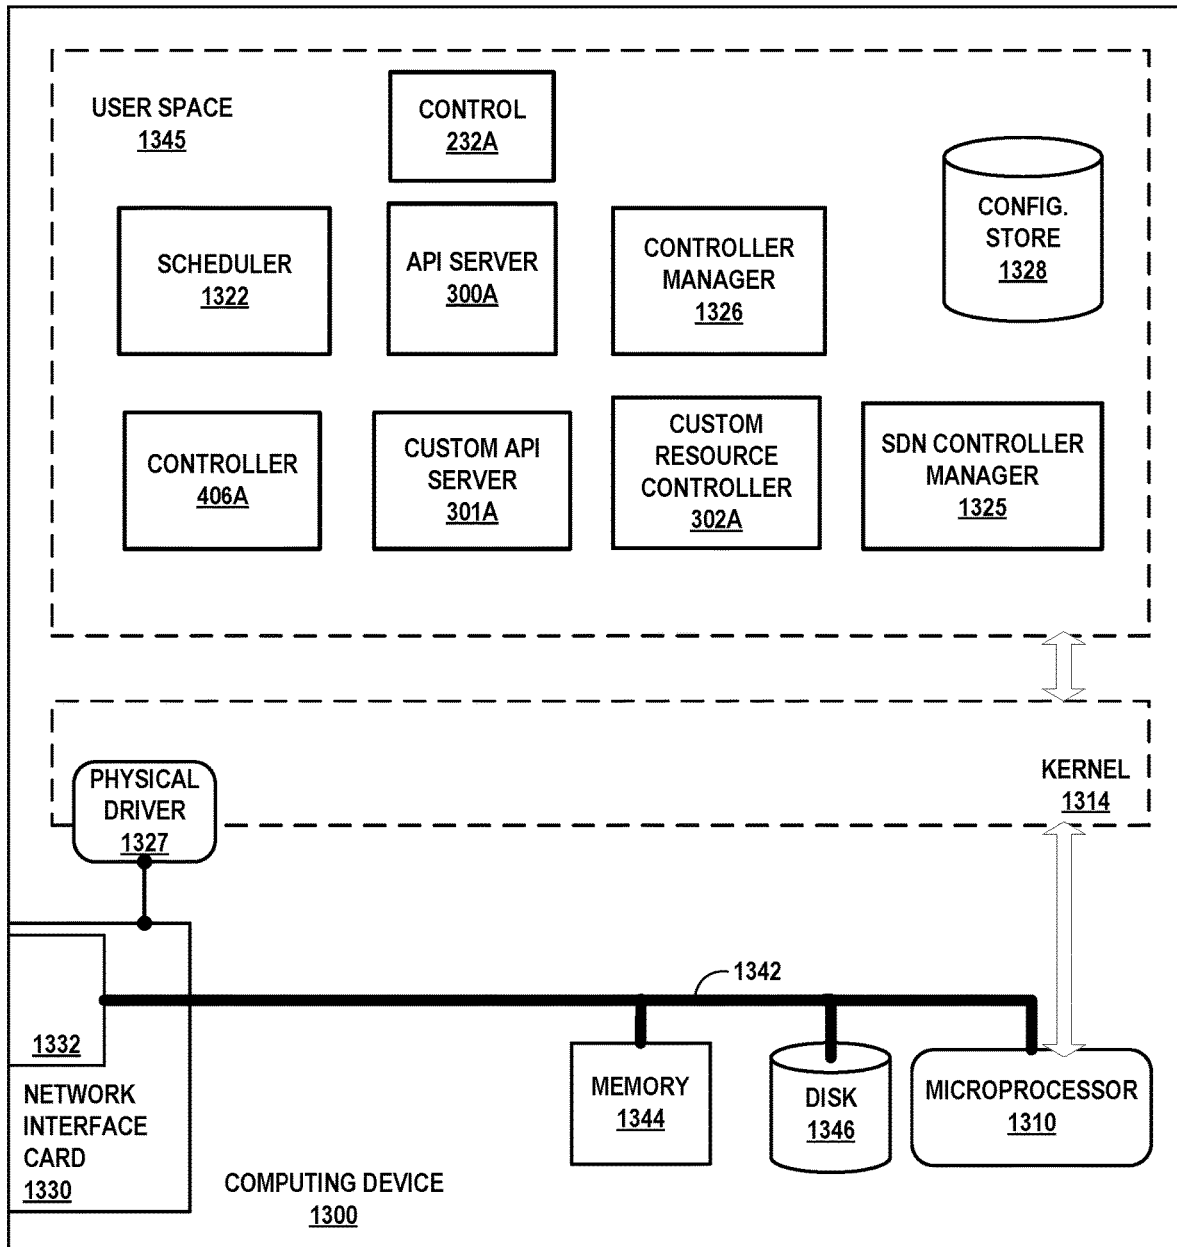 USER SPACE
1345
CONTROL
232A
CONFIG.
STORE
1328
SCHEDULER
1322
API SERVER
300A
CONTROLLER
MANAGER
1326
CONTROLLER
406A
CUSTOM API
SERVER
301A
CUSTOM
RESOURCE
CONTROLLER
302A
SDN CONTROLLER
MANAGER
1325
PHYSICAL
DRIVER
1327
KERNEL
1314
1342
1332
NETWORK
INTERFACE
CARD
1330
MEMORY
1344
DISK
1346
MICROPROCESSOR
1310
COMPUTING DEVICE
1300